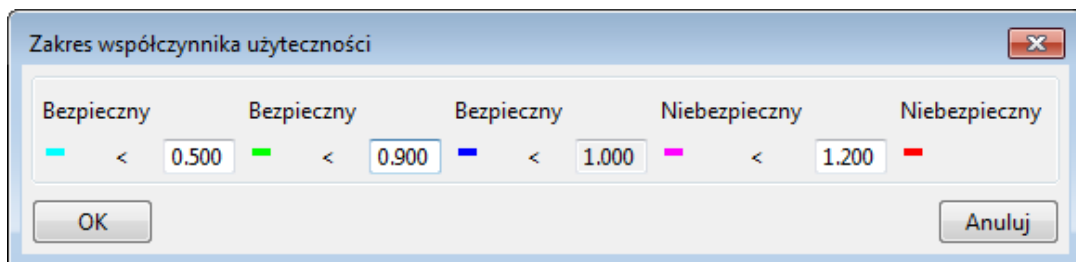 Zakres współczynnika użyteczności
Bezpieczny Bezpieczny Bezpieczny Niebezpieczny Niebezpieczny
< 0.500 < 0.900 < 1.000 < 1.200
OK Anuluj